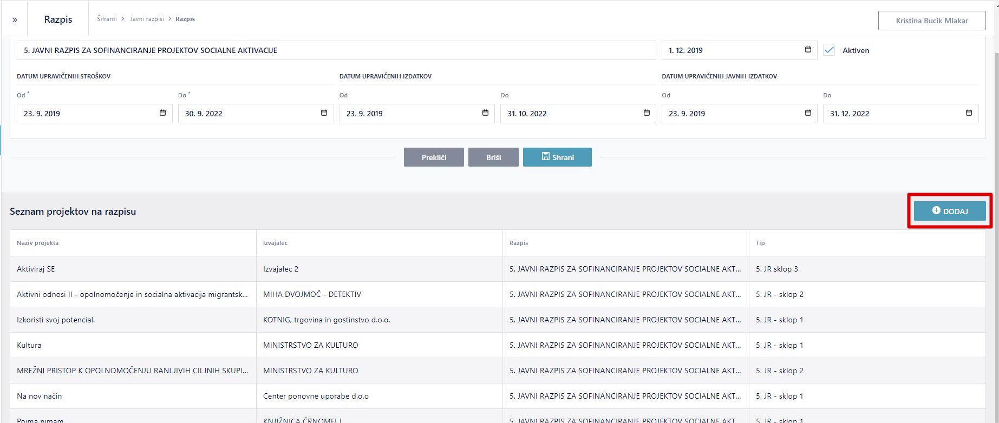 »
Razpis
Šifranti > Javni razpisi > Razpis
Kristina Bucik Mlakar
5. JAVNI RAZPIS ZA SOFINANCIRANJE PROJEKTOV SOCIALNE AKTIVACIJE
1. 12. 2019
Aktiven
DATUM UPRAVIČENIH STROŠKOV
DATUM UPRAVIČENIH IZDATKOV
DATUM UPRAVIČENIH JAVNIH IZDATKOV
Od * Do * Od Do Od Do
23. 9. 2019 30. 9. 2022 23. 9. 2019 31. 10. 2022 23. 9. 2019 31. 12. 2022
Prekliči Briši Shrani
Seznam projektov na razpisu
DODAJ
Naziv projekta Izvajalec Razpis Tip
Aktiviraj SE Izvajalec 2 5. JAVNI RAZPIS ZA SOFINANCIRANJE PROJEKTOV SOCIALNE AKT... 5. JR sklop 3
Aktivni odnosi II - opolnomočenje in socialna aktivacija migrantsk... MIHA DVOJMOČ - DETEKTIV 5. JAVNI RAZPIS ZA SOFINANCIRANJE PROJEKTOV SOCIALNE AKT... 5. JR - sklop 2
Izkoristi svoj potencial. KOTNIG, trgovina in gostinstvo d.o.o. 5. JAVNI RAZPIS ZA SOFINANCIRANJE PROJEKTOV SOCIALNE AKT... 5. JR - sklop 1
Kultura MINISTRSTVO ZA KULTURO 5. JAVNI RAZPIS ZA SOFINANCIRANJE PROJEKTOV SOCIALNE AKT... 5. JR - sklop 1
MREŽNI PRISTOP K OPOLNOMOČENJU RANLJIVIH CILJNIH SKUPI... MINISTRSTVO ZA KULTURO 5. JAVNI RAZPIS ZA SOFINANCIRANJE PROJEKTOV SOCIALNE AKT... 5. JR - sklop 2
Na nov način Center ponovne uporabe d.o.o 5. JAVNI RAZPIS ZA SOFINANCIRANJE PROJEKTOV SOCIALNE AKT... 5. JR - sklop 1
KNJIŽNICA ČRNOMELJ 5. JAVNI RAZPIS ZA SOFINANCIRANJE PROJEKTOV SOCIALNE AKT... 5. JR - sklop 1